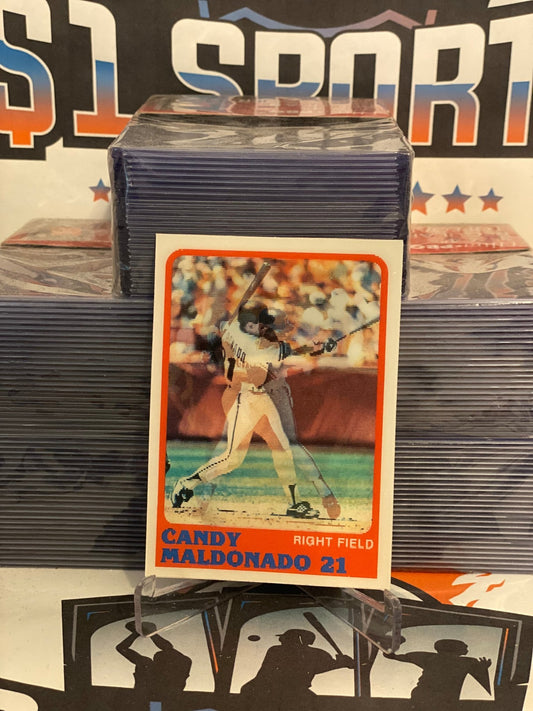 $1 SPORT
CANDY
MALDONADO 21
RIGHT FIELD